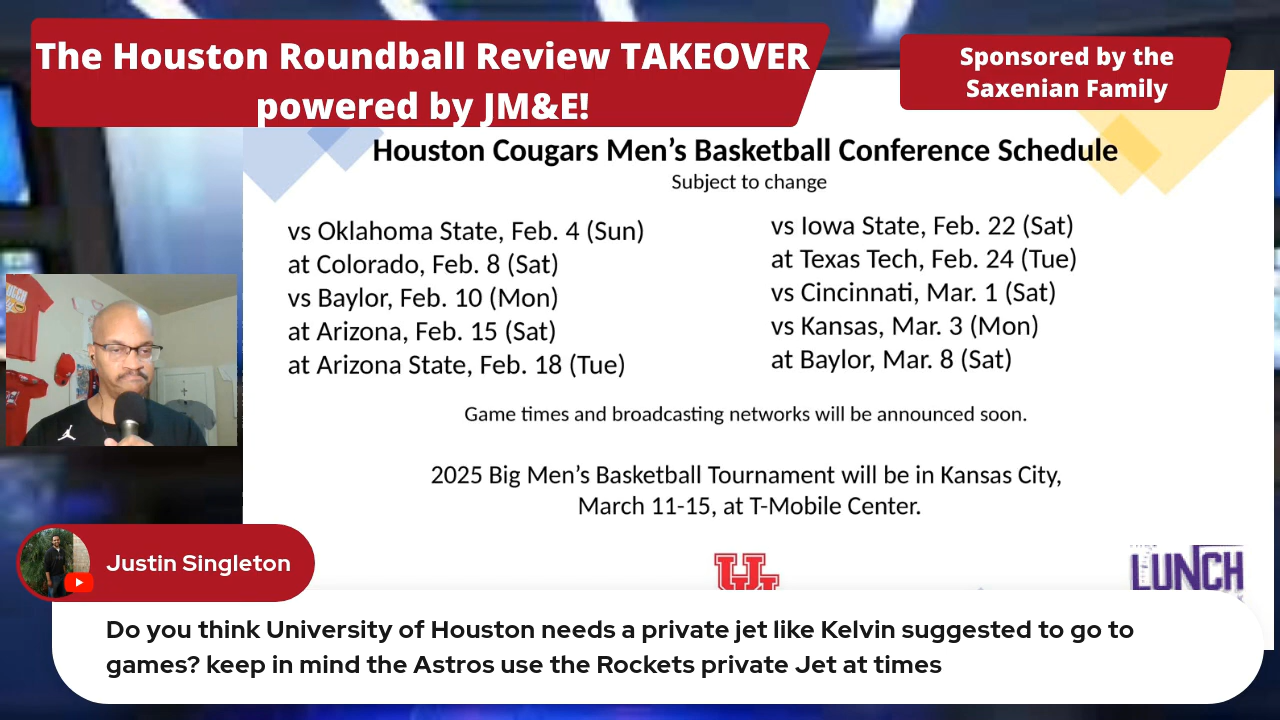 The Houston Roundball Review TAKEOVER
powered by JM&E!
Sponsored by the
Saxenian Family
Houston Cougars Men's Basketball Conference Schedule
Subject to change
vs Oklahoma State, Feb. 4 (Sun)
at Colorado, Feb. 8 (Sat)
vs Baylor, Feb. 10 (Mon)
at Arizona, Feb. 15 (Sat)
at Arizona State, Feb. 18 (Tue)
vs Iowa State, Feb. 22 (Sat)
at Texas Tech, Feb. 24 (Tue)
vs Cincinnati, Mar. 1 (Sat)
vs Kansas, Mar. 3 (Mon)
at Baylor, Mar. 8 (Sat)
Game times and broadcasting networks will be announced soon.
2025 Big Men's Basketball Tournament will be in Kansas City,
March 11-15, at T-Mobile Center.
UH
LUNCH
Justin Singleton
Do you think University of Houston needs a private jet like Kelvin suggested to go to
games? keep in mind the Astros use the Rockets private Jet at times